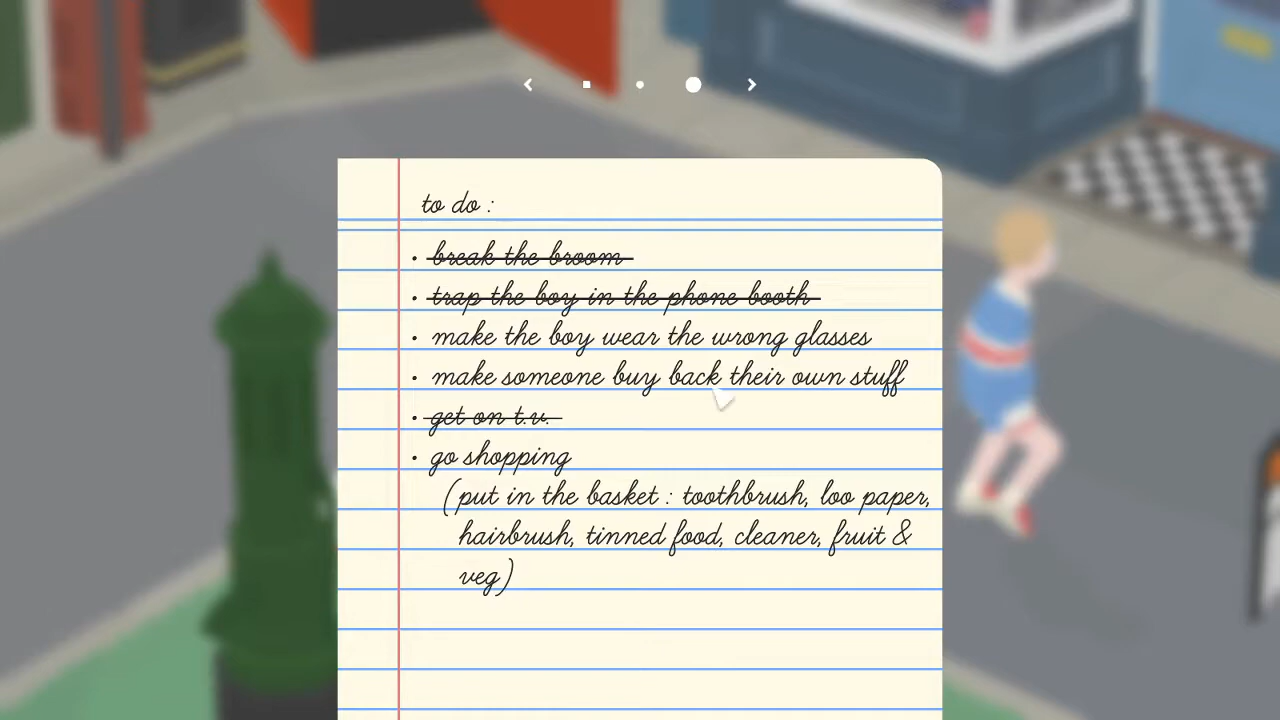 to do :
• break the broom
• trap the boy in the phone booth
• make the boy wear the wrong glasses
• make someone buy back their own stuff
• get on t.v.
• go shopping
(put in the basket : toothbrush, loo paper,
hairbrush, tinned food, cleaner, fruit &
veg)